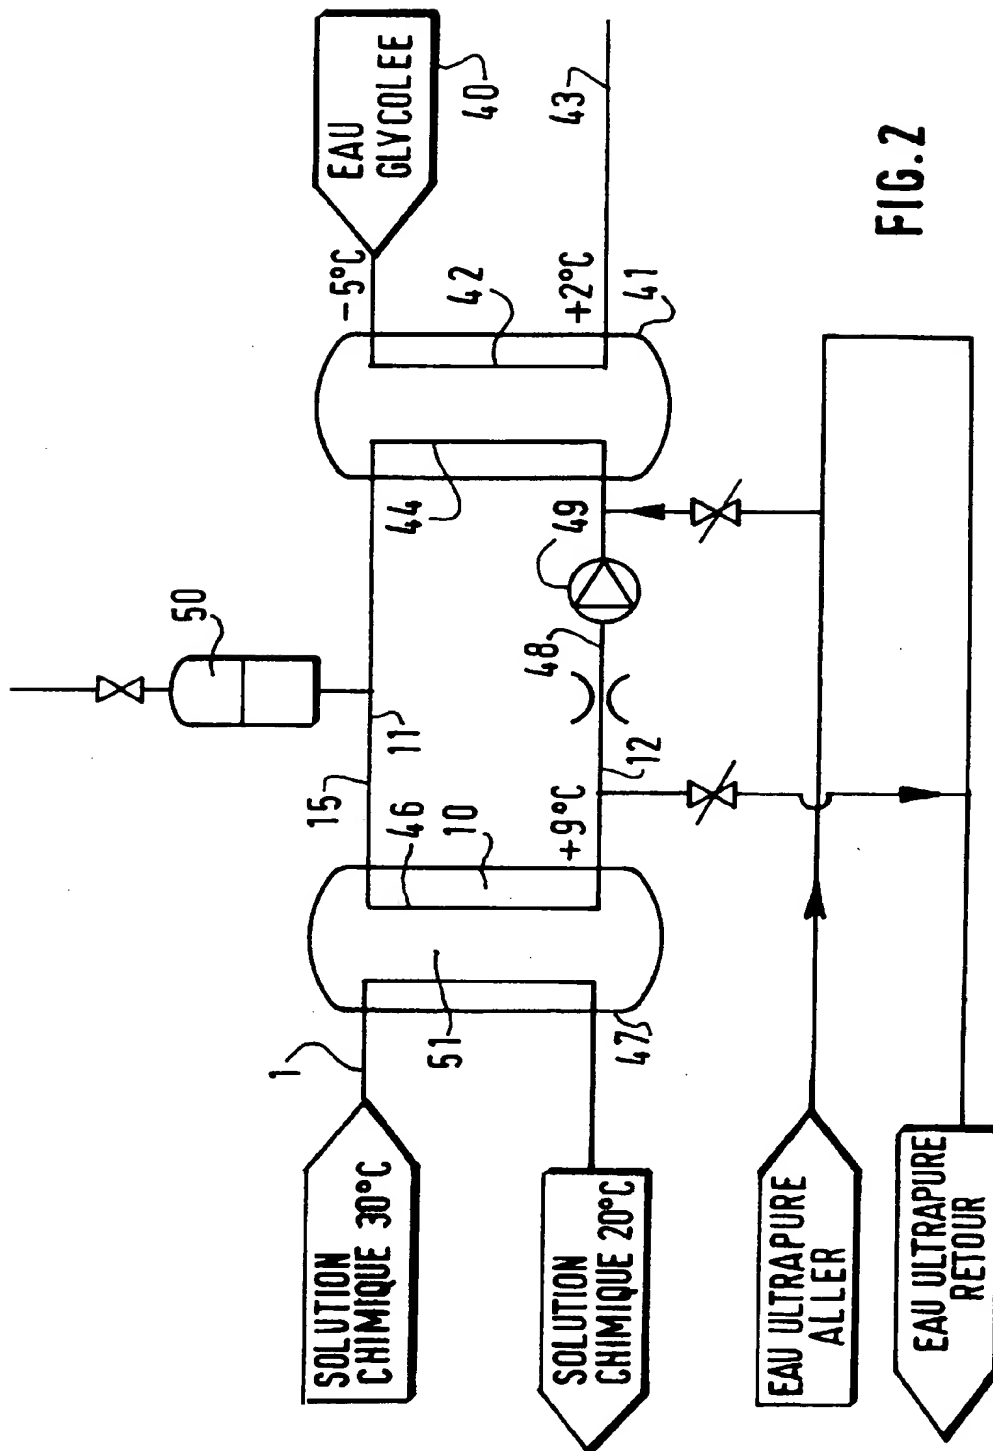 SOLUTION
CHIMIQUE 30°C
1
51
46
10
15
11
50
44
42
-5°C
EAU
GLYCOLEE
40
SOLUTION
CHIMIQUE 20°C
47
+9°C
12
48
49
+2°C
41
43
EAU ULTRAPURE
ALLER
EAU ULTRAPURE
RETOUR
FIG.2